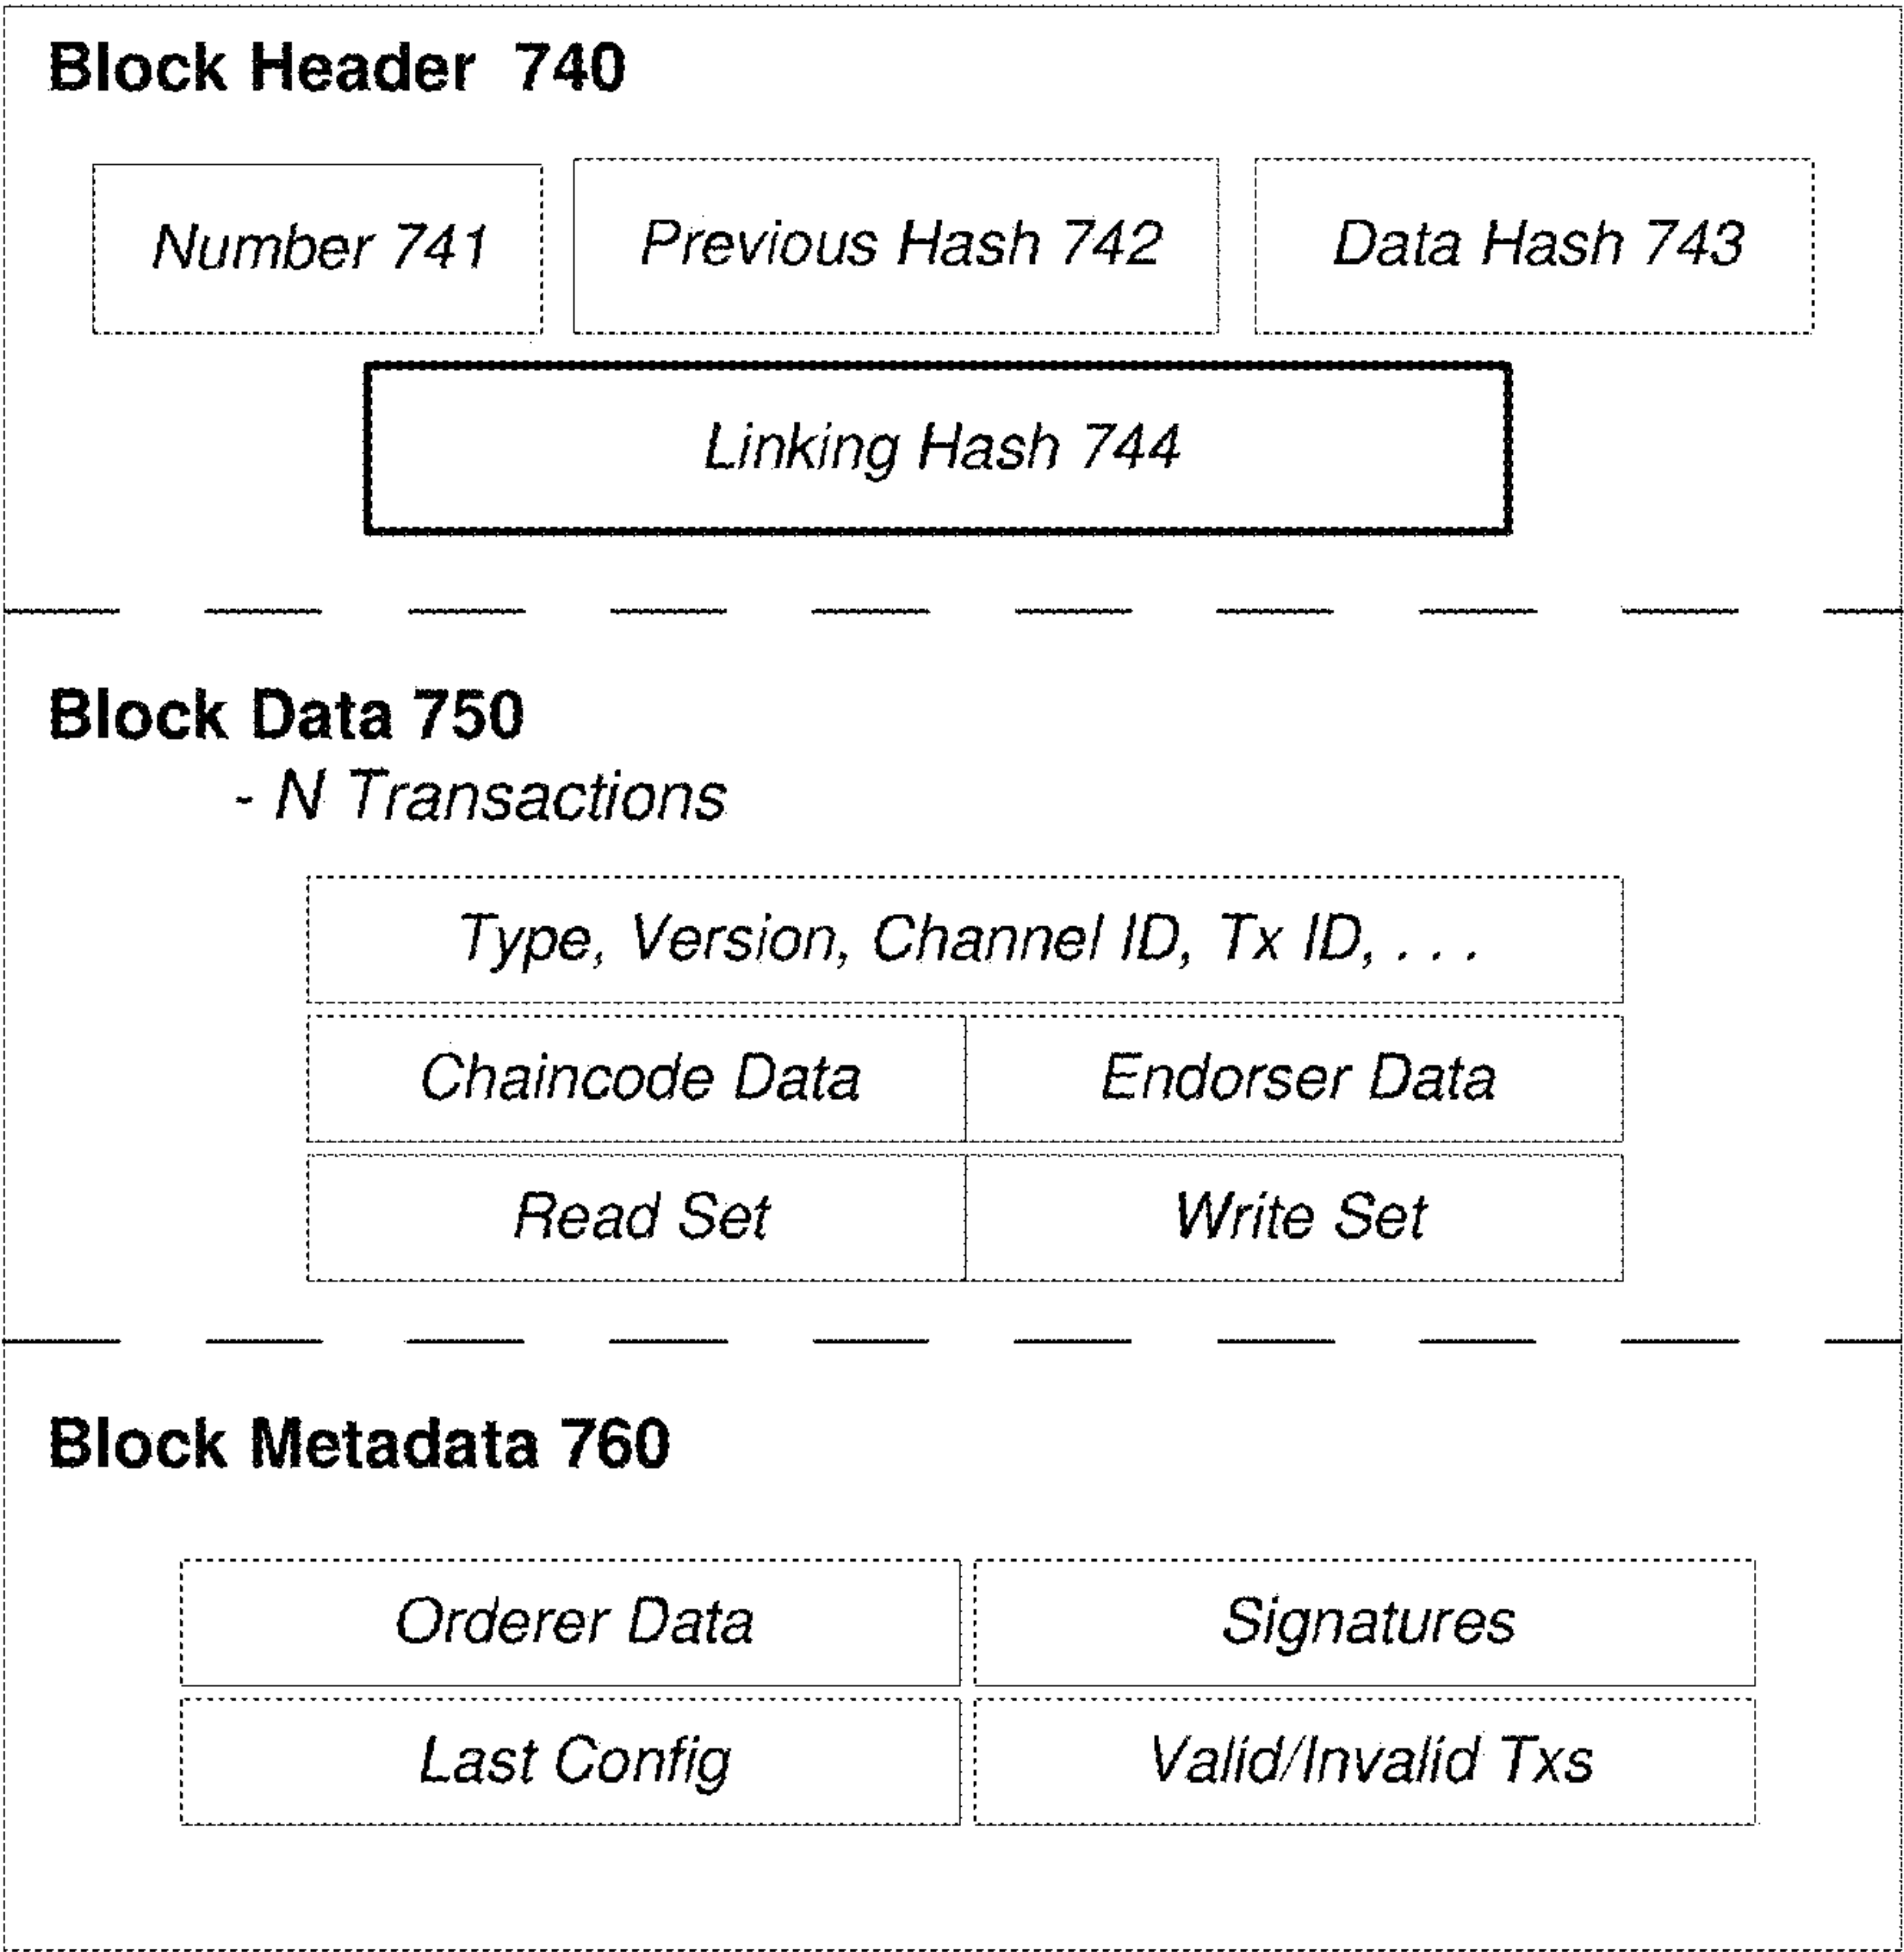 Block Header 740
Number 741 Previous Hash 742 Data Hash 743
Linking Hash 744
Block Data 750
- N Transactions
Type, Version, Channel ID, Tx ID, . . .
Chaincode Data Endorser Data
Read Set Write Set
Block Metadata 760
Orderer Data Signatures
Last Config Valid/Invalid Txs